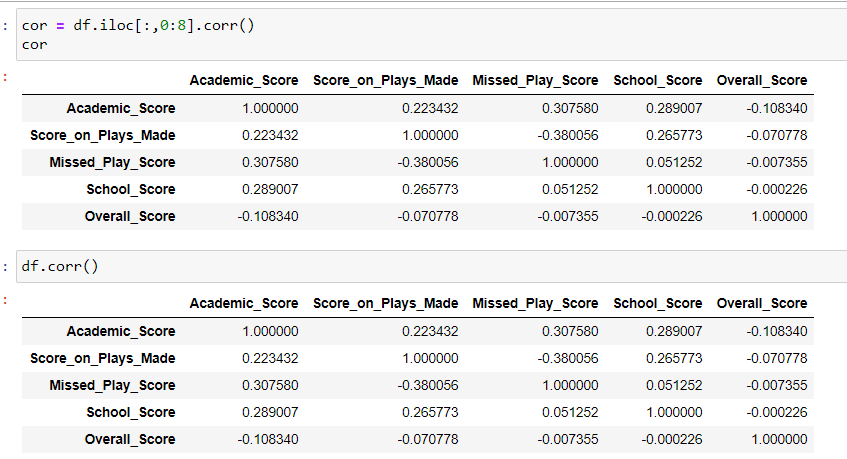 : cor = df.iloc[:,0:8].corr()
cor
:
Academic_Score Score_on_Plays_Made Missed_Play_Score School_Score Overall_Score
Academic_Score 1.000000 0.223432 0.307580 0.289007 -0.108340
Score_on_Plays_Made 0.223432 1.000000 -0.380056 0.265773 -0.070778
Missed_Play_Score 0.307580 -0.380056 1.000000 0.051252 -0.007355
School_Score 0.289007 0.265773 0.051252 1.000000 -0.000226
Overall_Score -0.108340 -0.070778 -0.007355 -0.000226 1.000000
: df.corr()
:
Academic_Score Score_on_Plays_Made Missed_Play_Score School_Score Overall_Score
Academic_Score 1.000000 0.223432 0.307580 0.289007 -0.108340
Score_on_Plays_Made 0.223432 1.000000 -0.380056 0.265773 -0.070778
Missed_Play_Score 0.307580 -0.380056 1.000000 0.051252 -0.007355
School_Score 0.289007 0.265773 0.051252 1.000000 -0.000226
Overall_Score -0.108340 -0.070778 -0.007355 -0.000226 1.000000